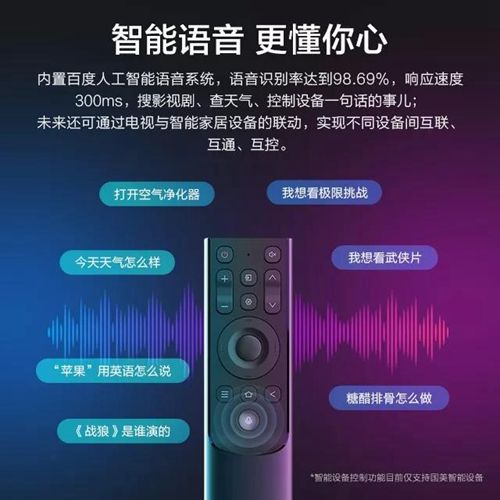 智能语音 更懂你心
内置百度人工智能语音系统，语音识别率达到98.69%，响应速度
300ms，搜影视剧、查天气、控制设备一句话的事儿；
未来还可通过电视与智能家居设备的联动，实现不同设备间互联、
互通、互控。
打开空气净化器
我想看极限挑战
今天天气怎么样
我想看武侠片
“苹果”用英语怎么说
糖醋排骨怎么做
《战狼》是谁演的
*智能设备控制功能目前仅支持国美智能设备